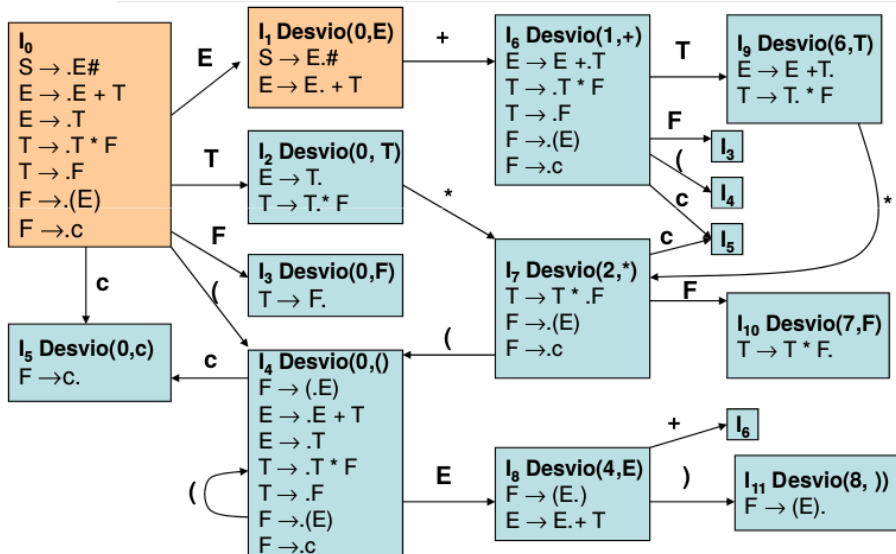 I₀
S → .E#
E → .E + T
E → .T
T → .T * F
T → .F
F → .(E)
F → .c
E
I₁ Desvio(0,E)
S → E.#
E → E. + T
+
I₆ Desvio(1,+)
E → E +.T
T → .T * F
T → .F
F → .(E)
F → .c
T
I₉ Desvio(6,T)
E → E +T.
T → T. * F
F
I₃
(
I₄
c
I₅
*
T
I₂ Desvio(0, T)
E → T.
T → T.* F
*
F
I₃ Desvio(0,F)
T → F.
(
c
I₅ Desvio(0,c)
F →c.
c
I₇ Desvio(2,*)
T → T * .F
F → .(E)
F → .c
c
F
I₁₀ Desvio(7,F)
T → T * F.
(
I₄ Desvio(0,()
F → (.E)
E → .E + T
E → .T
T → .T * F
T → .F
F → .(E)
F → .c
(
E
I₈ Desvio(4,E)
F → (E.)
E → E.+ T
+
I₆
)
I₁₁ Desvio(8, ))
F → (E).